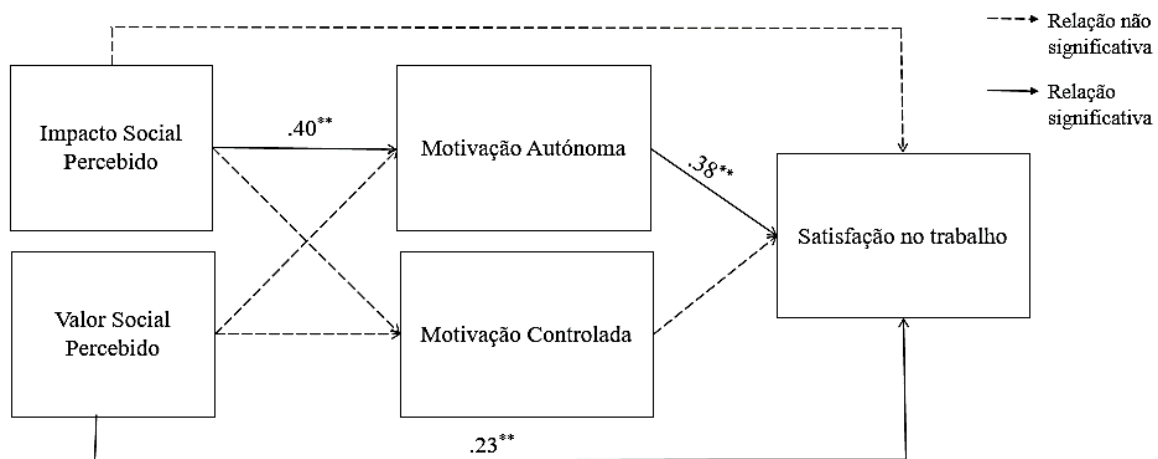 Relação não
significativa
Relação
significativa
Impacto Social
Percebido
.40**
Motivação Autónoma
.38**
Satisfação no trabalho
Valor Social
Percebido
Motivação Controlada
.23**